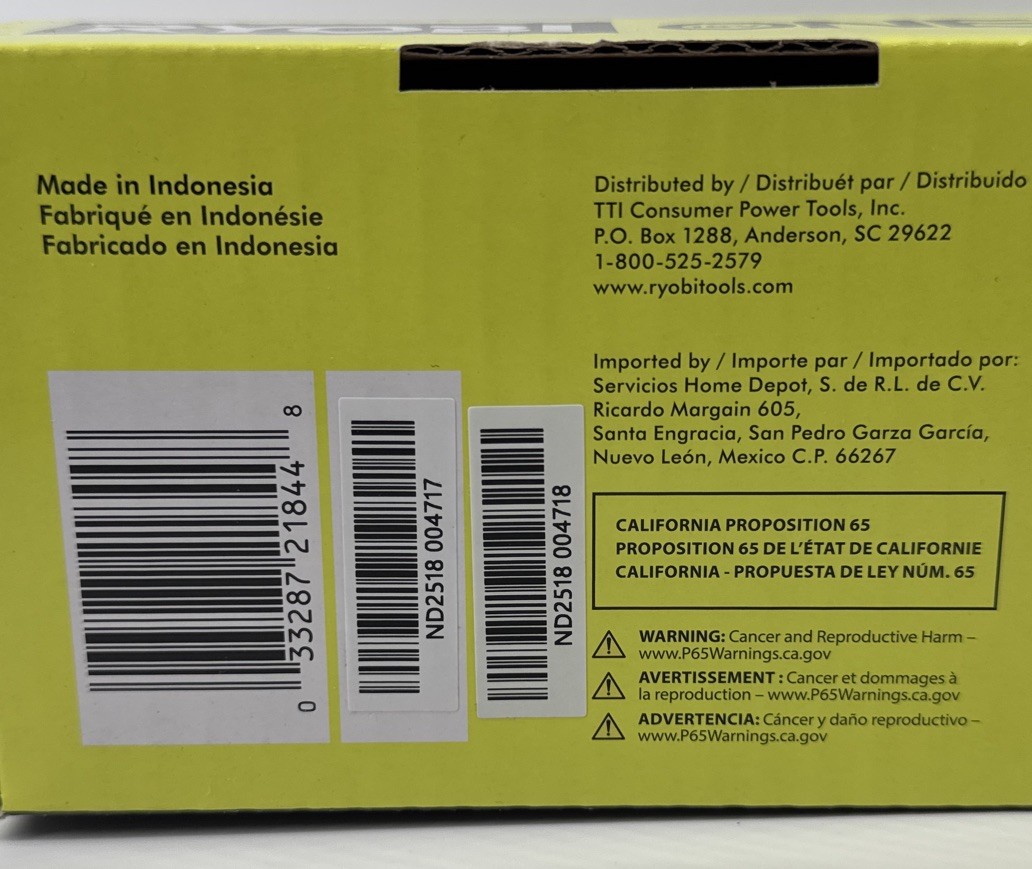 Made in Indonesia
Fabriqué en Indonésie
Fabricado en Indonesia
Distributed by / Distribuét par / Distribuido
TTI Consumer Power Tools, Inc.
P.O. Box 1288, Anderson, SC 29622
1-800-525-2579
www.ryobitools.com
Imported by / Importe par / Importado por:
Servicios Home Depot, S. de R.L. de C.V.
Ricardo Margain 605,
Santa Engracia, San Pedro Garza García,
Nuevo León, Mexico C.P. 66267
0 33287 21844 8
ND2518 004717
ND2518 004718
CALIFORNIA PROPOSITION 65
PROPOSITION 65 DE L'ÉTAT DE CALIFORNIE
CALIFORNIA - PROPUESTA DE LEY NÚM. 65
WARNING: Cancer and Reproductive Harm –
www.P65Warnings.ca.gov
AVERTISSEMENT : Cancer et dommages à
la reproduction – www.P65Warnings.ca.gov
ADVERTENCIA: Cáncer y daño reproductivo –
www.P65Warnings.ca.gov